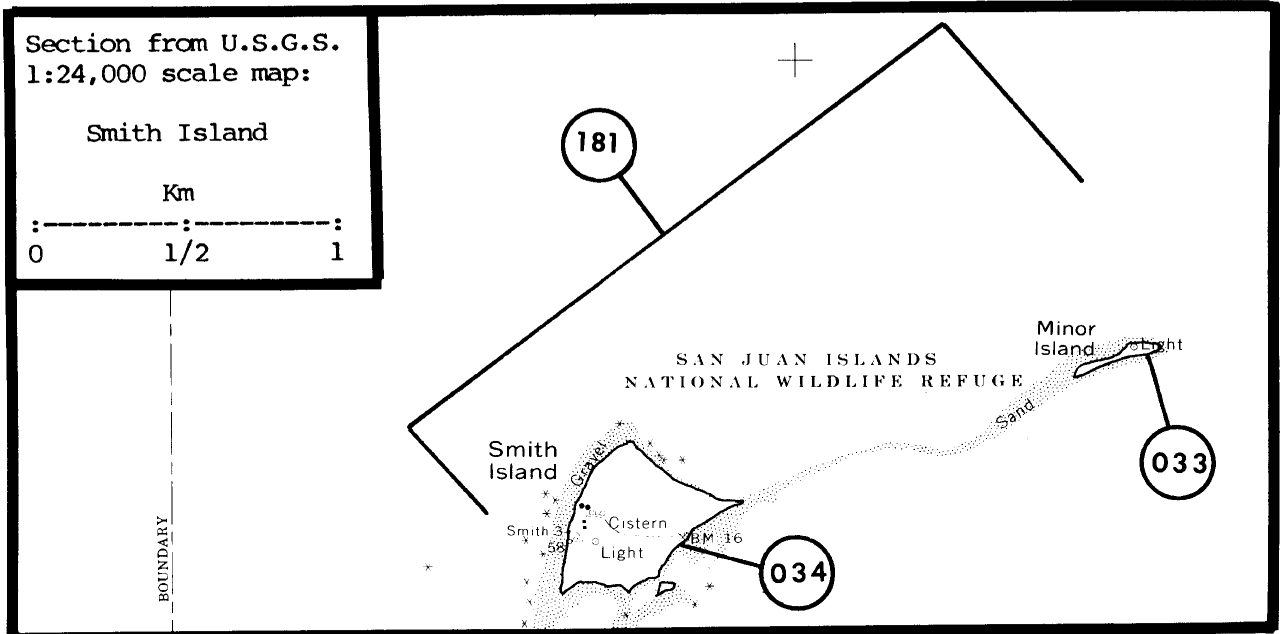 Section from U.S.G.S.
1:24,000 scale map:
Smith Island
Km
0 1/2 1
181
SAN JUAN ISLANDS
NATIONAL WILDLIFE REFUGE
Minor
Island
Light
Sand
033
Smith
Island
Gravel
Smith 3
58
Cistern
Light
BM 16
034
BOUNDARY